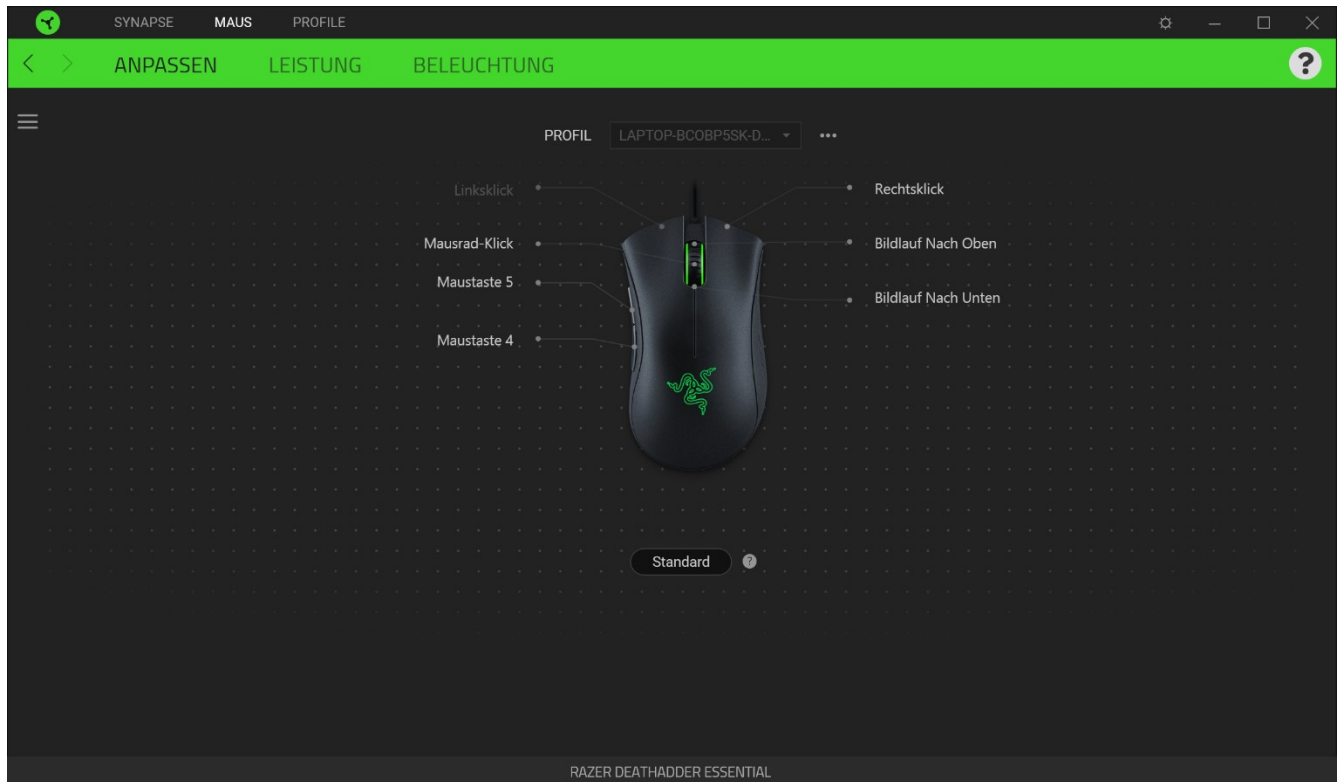 SYNAPSE MAUS PROFILE
ANPASSEN LEISTUNG BELEUCHTUNG ?
PROFIL LAPTOP-BCOBP5SK-D... •••
Linksklick Rechtsklick
Mausrad-Klick Bildlauf Nach Oben
Maustaste 5
Bildlauf Nach Unten
Maustaste 4
Standard ?
RAZER DEATHADDER ESSENTIAL